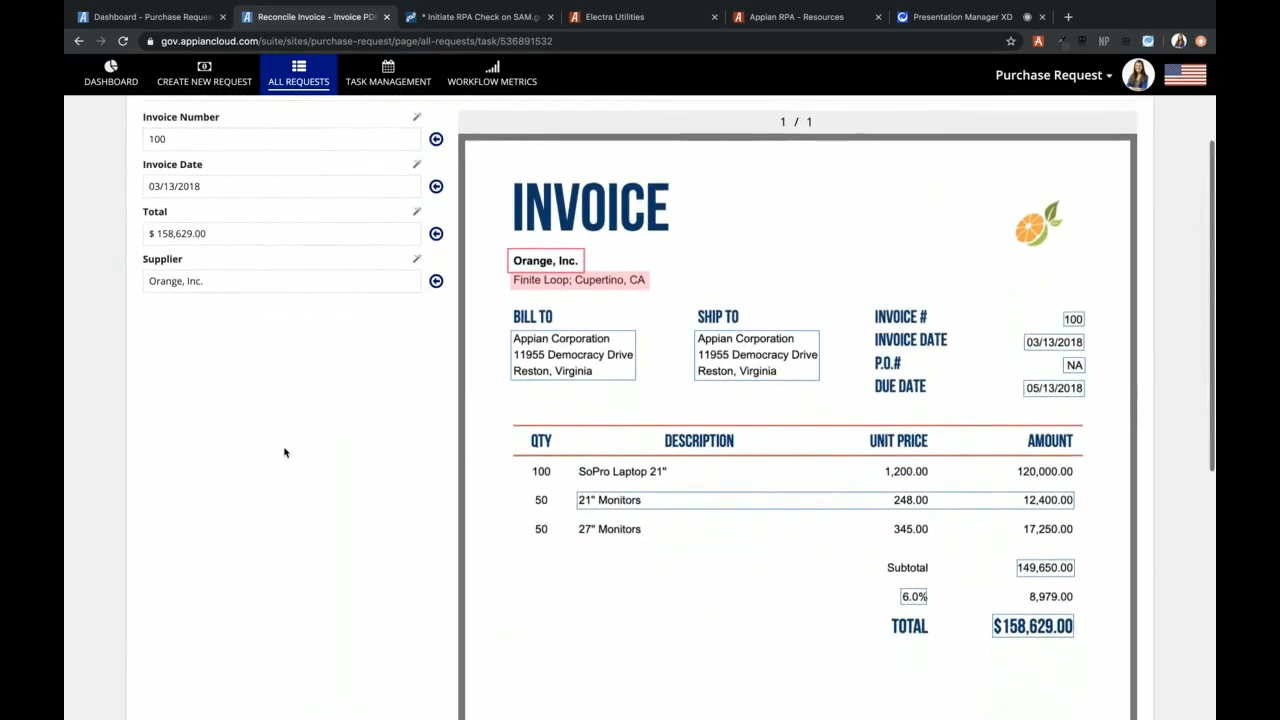 Dashboard - Purchase Reques
Reconcile Invoice - Invoice PDF
* Initiate RPA Check on SAM.g
Electra Utilities
Appian RPA - Resources
Presentation Manager XD
gov.appiancloud.com/suite/sites/purchase-request/page/all-requests/task/536891532
NP
DASHBOARD
CREATE NEW REQUEST
ALL REQUESTS
TASK MANAGEMENT
WORKFLOW METRICS
Purchase Request
Invoice Number
100
Invoice Date
03/13/2018
Total
$ 158,629.00
Supplier
Orange, Inc.
1 / 1
INVOICE
Orange, Inc.
Finite Loop; Cupertino, CA
BILL TO
Appian Corporation
11955 Democracy Drive
Reston, Virginia
SHIP TO
Appian Corporation
11955 Democracy Drive
Reston, Virginia
INVOICE # 100
INVOICE DATE 03/13/2018
P.O.# NA
DUE DATE 05/13/2018
QTY DESCRIPTION UNIT PRICE AMOUNT
100 SoPro Laptop 21" 1,200.00 120,000.00
50 21" Monitors 248.00 12,400.00
50 27" Monitors 345.00 17,250.00
Subtotal 149,650.00
6.0% 8,979.00
TOTAL $158,629.00